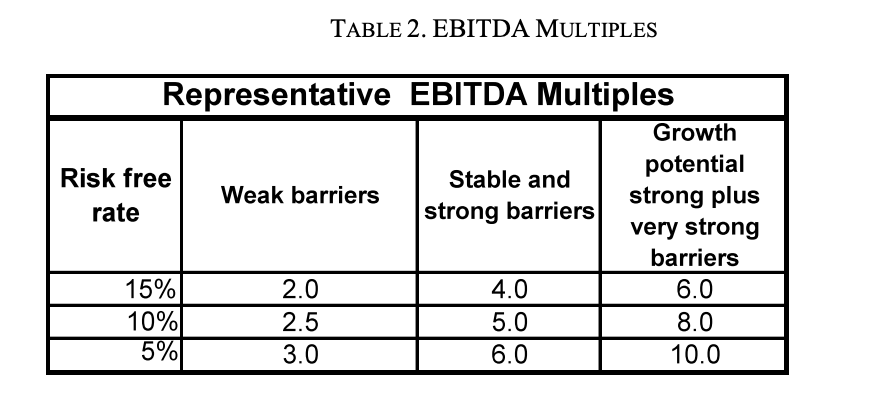 TABLE 2. EBITDA MULTIPLES
Representative EBITDA Multiples
Risk free
rate
Weak barriers
Stable and
strong barriers
Growth
potential
strong plus
very strong
barriers
15% 2.0 4.0 6.0
10% 2.5 5.0 8.0
5% 3.0 6.0 10.0